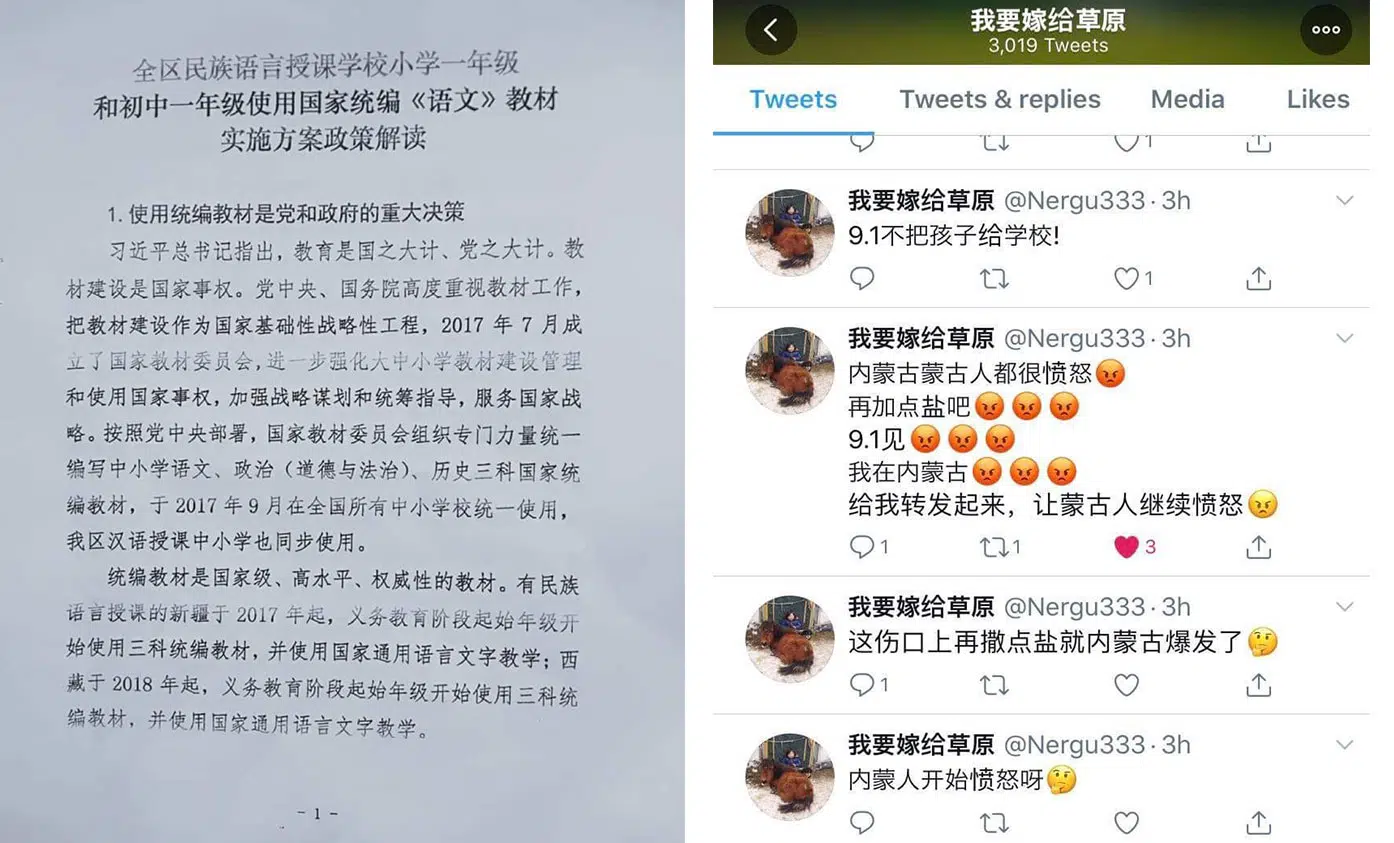 全区民族语言授课学校小学一年级
和初中一年级使用国家统编《语文》教材
实施方案政策解读
1. 使用统编教材是党和政府的重大决策
习近平总书记指出，教育是国之大计、党之大计。教
材建设是国家事权。党中央、国务院高度重视教材工作，
把教材建设作为国家基础性战略性工程，2017 年 7 月成
立了国家教材委员会,进一步强化大中小学教材建设管理
和使用国家事权，加强战略谋划和统筹指导，服务国家战
略。按照党中央部署，国家教材委员会组织专门力量统一
编写中小学语文、政治（道德与法治）、历史三科国家统
编教材，于 2017 年 9 月在全国所有中小学校统一使用，
我区汉语授课中小学也同步使用。
统编教材是国家级、高水平、权威性的教材。有民族
语言授课的新疆于 2017 年起，义务教育阶段起始年级开
始使用三科统编教材，并使用国家通用语言文字教学；西
藏于 2018 年起，义务教育阶段起始年级开始使用三科统
编教材，并使用国家通用语言文字教学。
- 1 -
我要嫁给草原
3,019 Tweets
Tweets Tweets & replies Media Likes
1
我要嫁给草原 @Nergu333 · 3h
9.1不把孩子给学校!
1
我要嫁给草原 @Nergu333 · 3h
内蒙古蒙古人都很愤怒😡
再加点盐吧😡😡😡
9.1见😡😡😡
我在内蒙古😡😡😡
给我转发起来，让蒙古人继续愤怒😠
1 1 3
我要嫁给草原 @Nergu333 · 3h
这伤口上再撒点盐就内蒙古爆发了🤔
1
我要嫁给草原 @Nergu333 · 3h
内蒙人开始愤怒呀🤔